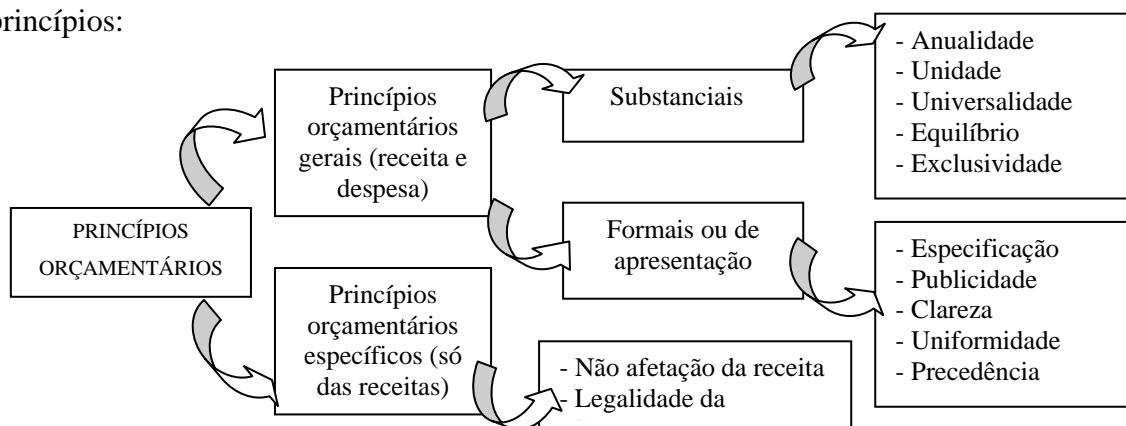 princípios:
PRINCÍPIOS
ORÇAMENTÁRIOS
Princípios
orçamentários
gerais (receita e
despesa)
Substanciais
- Anualidade
- Unidade
- Universalidade
- Equilíbrio
- Exclusividade
Formais ou de
apresentação
- Especificação
- Publicidade
- Clareza
- Uniformidade
- Precedência
Princípios
orçamentários
específicos (só
das receitas)
- Não afetação da receita
- Legalidade da